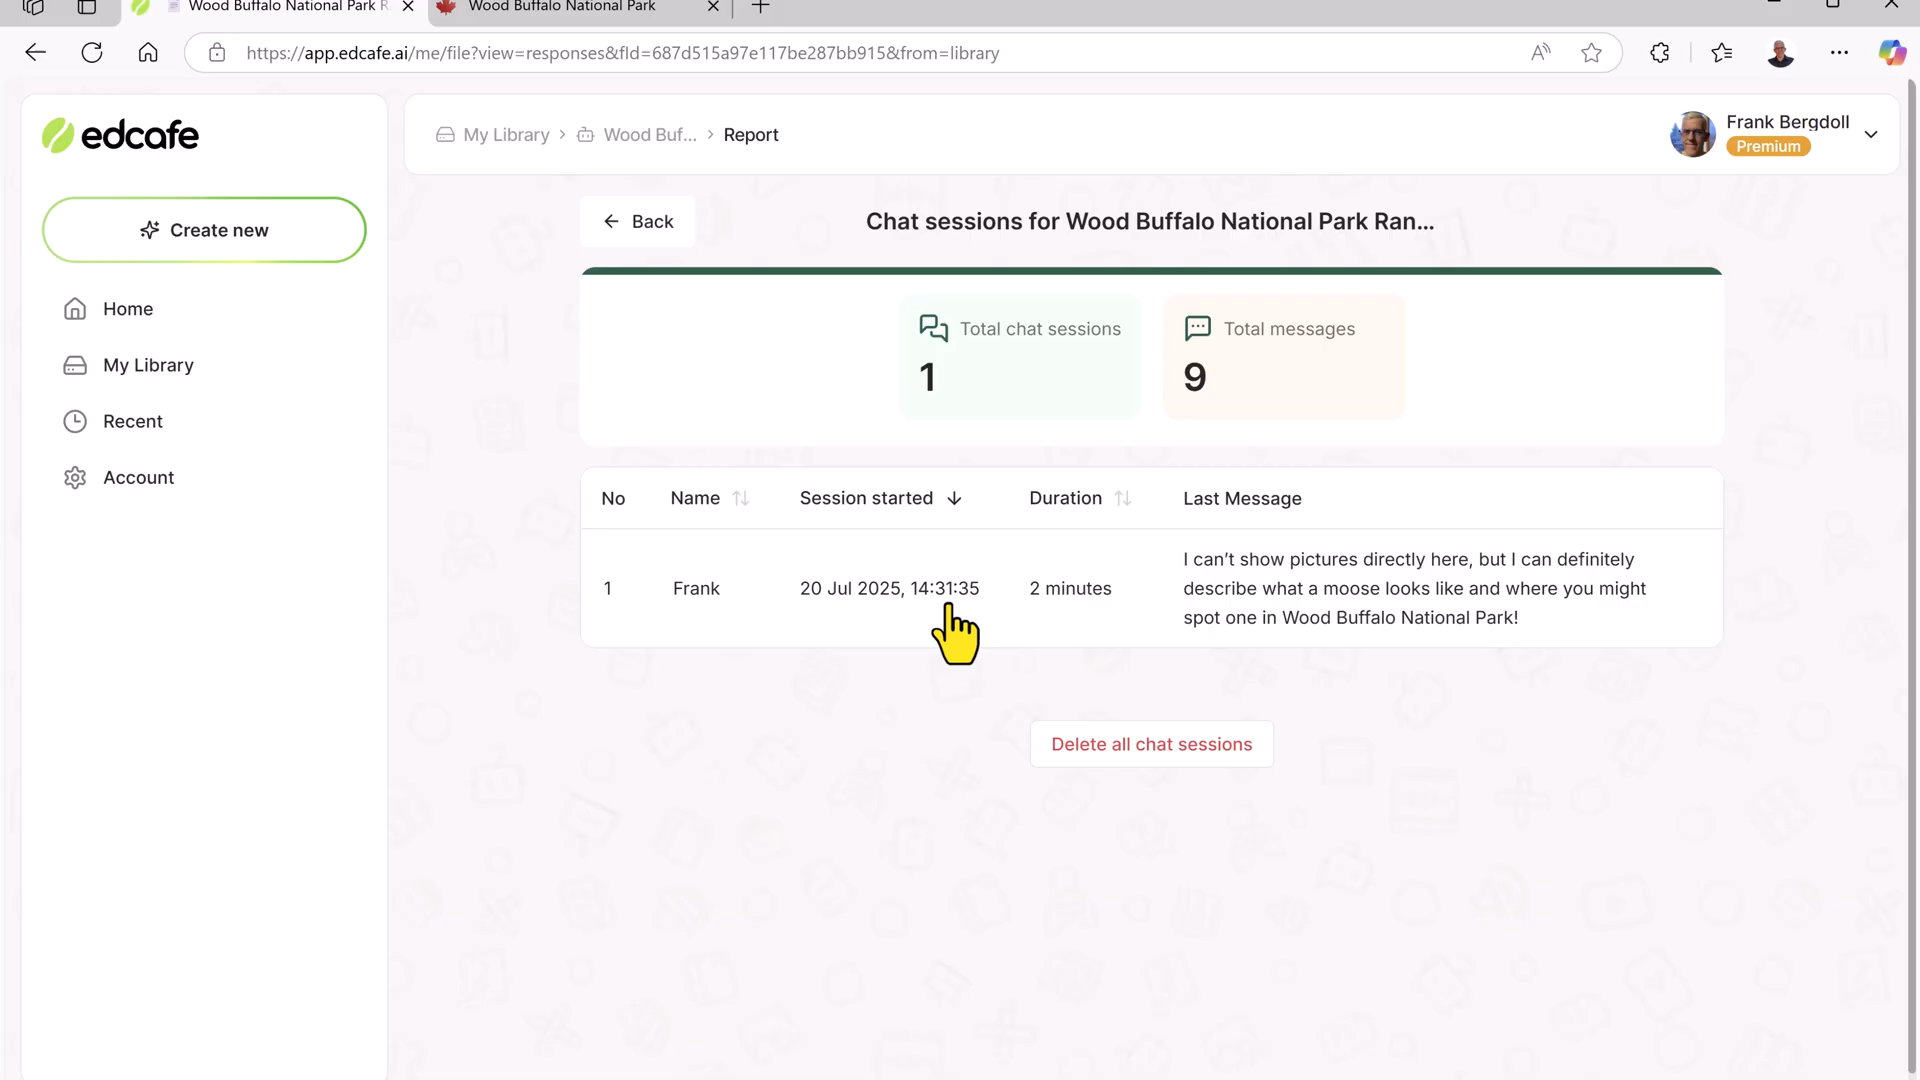 Wood Buffalo National Park R
Wood Buffalo National Park
https://app.edcafe.ai/me/file?view=responses&fId=687d515a97e117be287bb915&from=library
edcafe
My Library > Wood Buf... > Report
Frank Bergdoll
Premium
Create new
Home
My Library
Recent
Account
Back
Chat sessions for Wood Buffalo National Park Ran...
Total chat sessions
1
Total messages
9
No Name Session started Duration Last Message
1 Frank 20 Jul 2025, 14:31:35 2 minutes
I can’t show pictures directly here, but I can definitely
describe what a moose looks like and where you might
spot one in Wood Buffalo National Park!
Delete all chat sessions